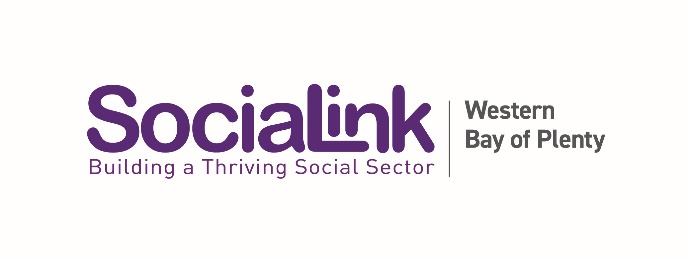 SociaLink
Building a Thriving Social Sector
Western
Bay of Plenty